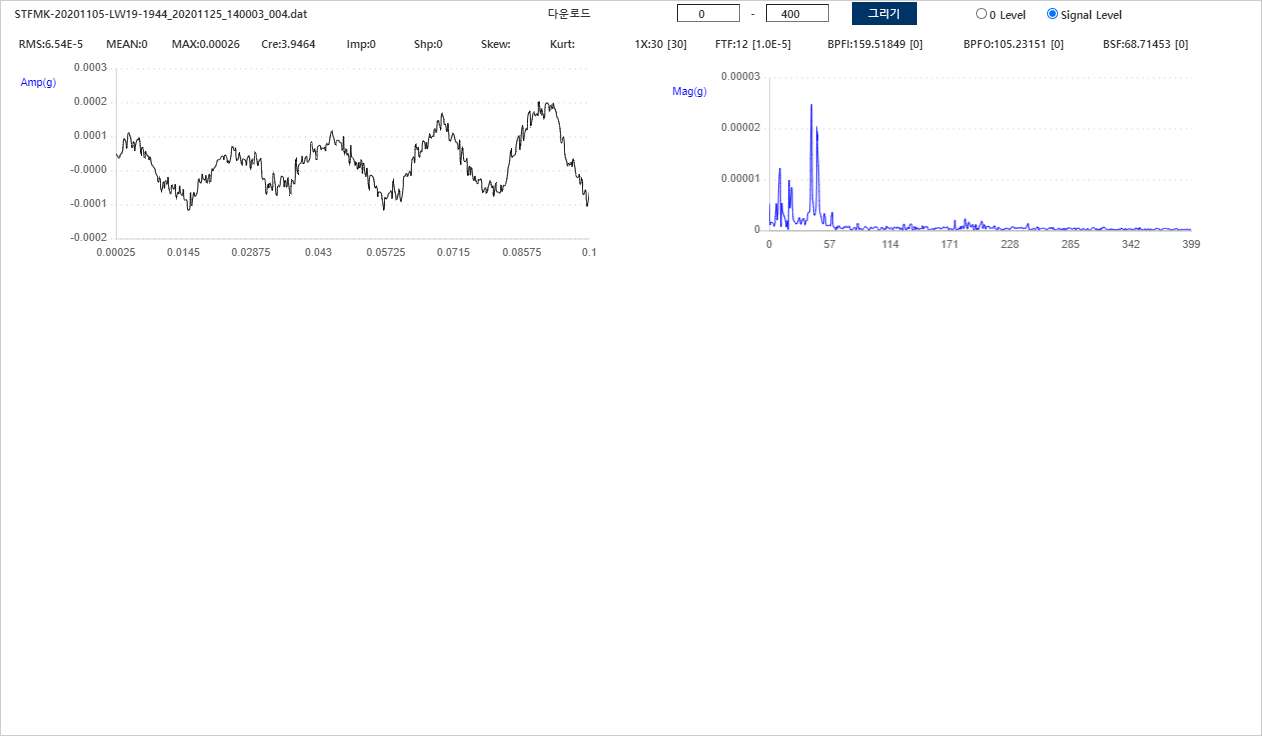 STFMK-20201105-LW19-1944_20201125_140003_004.dat 다운로드 0 - 400 그리기 0 Level Signal Level
RMS:6.54E-5 MEAN:0 MAX:0.00026 Cre:3.9464 Imp:0 Shp:0 Skew: Kurt: 1X:30 [30] FTF:12 [1.0E-5] BPFI:159.51849 [0] BPFO:105.23151 [0] BSF:68.71453 [0]
Amp(g)
0.0003
0.0002
0.0001
-0.0000
-0.0001
-0.0002
0.00025 0.0145 0.02875 0.043 0.05725 0.0715 0.08575 0.1
Mag(g)
0.00003
0.00002
0.00001
0
0 57 114 171 228 285 342 399